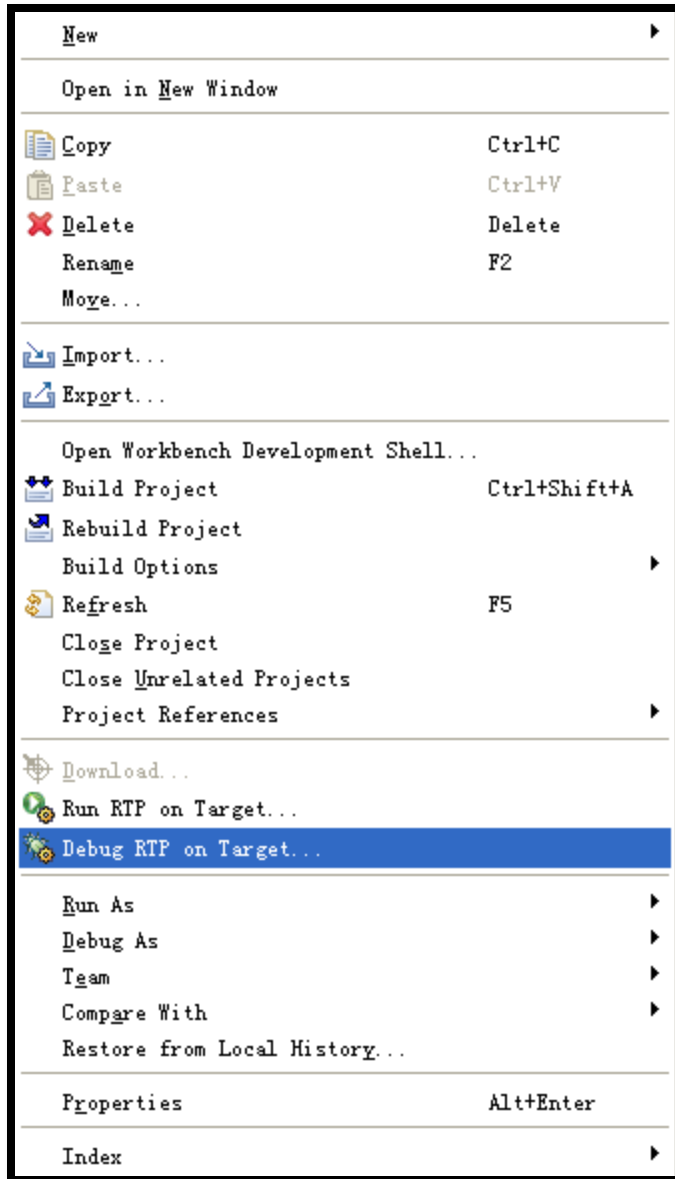 New
Open in New Window
Copy Ctrl+C
Paste Ctrl+V
Delete Delete
Rename F2
Move...
Import...
Export...
Open Workbench Development Shell...
Build Project Ctrl+Shift+A
Rebuild Project
Build Options
Refresh F5
Close Project
Close Unrelated Projects
Project References
Download...
Run RTP on Target...
Debug RTP on Target...
Run As
Debug As
Team
Compare With
Restore from Local History...
Properties Alt+Enter
Index